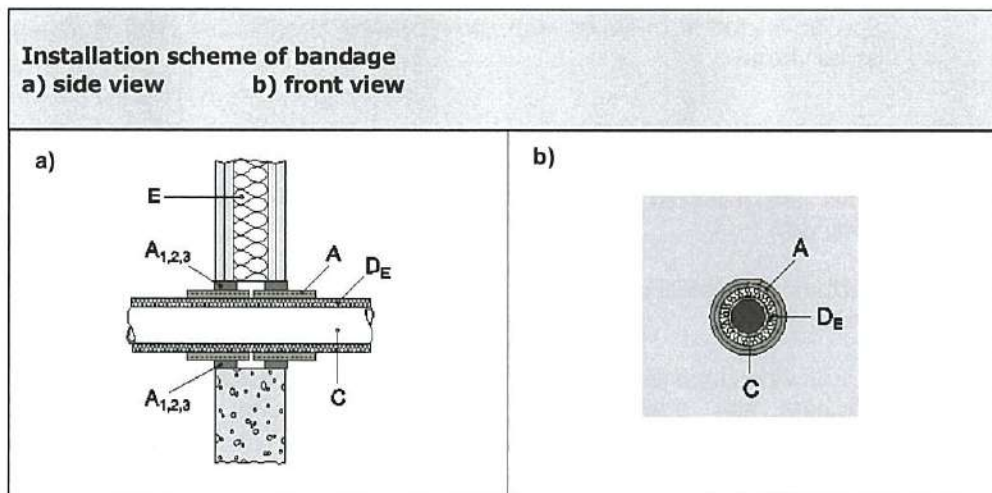 Installation scheme of bandage
a) side view b) front view
a)
E
A1,2,3
A
DE
A1,2,3
C
b)
A
DE
C